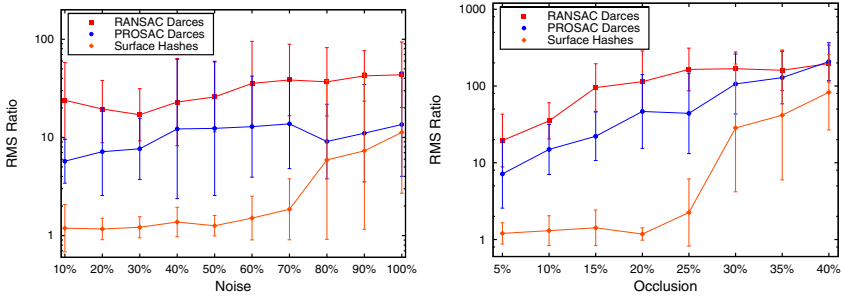 RANSAC Darces
PROSAC Darces
Surface Hashes
100
10
1
RMS Ratio
10% 20% 30% 40% 50% 60% 70% 80% 90% 100%
Noise
RANSAC Darces
PROSAC Darces
Surface Hashes
100
10
1
RMS Ratio
5% 10% 15% 20% 25% 30% 35% 40%
Occlusion